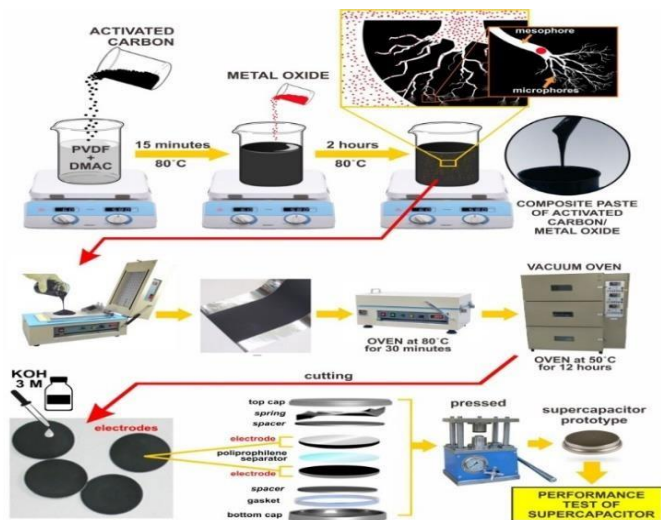 ACTIVATED
CARBON
METAL OXIDE
PVDF
+
DMAC
15 minutes
80°C
2 hours
80°C
mesophore
microphores
COMPOSITE PASTE
OF ACTIVATED
CARBON/
METAL OXIDE
VACUUM OVEN
OVEN at 80°C
for 30 minutes
OVEN at 50°C
for 12 hours
cutting
KOH
3 M
electrodes
top cap
spring
spacer
electrode
poliprophilene
separator
electrode
spacer
gasket
bottom cap
pressed
supercapacitor
prototype
PERFORMANCE
TEST OF
SUPERCAPACITOR